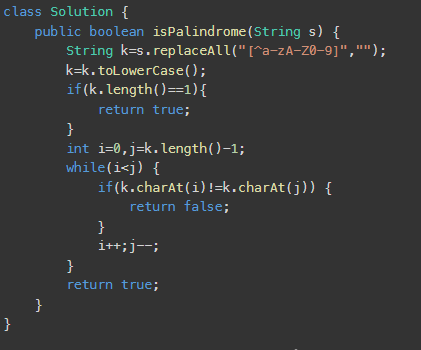 class Solution {
    public boolean isPalindrome(String s) {
        String k=s.replaceAll("[^a-zA-Z0-9]","");
        k=k.toLowerCase();
        if(k.length()==1){
            return true;
        }
        int i=0,j=k.length()-1;
        while(i<j) {
            if(k.charAt(i)!=k.charAt(j)) {
                return false;
            }
            i++;j--;
        }
        return true;
    }
}